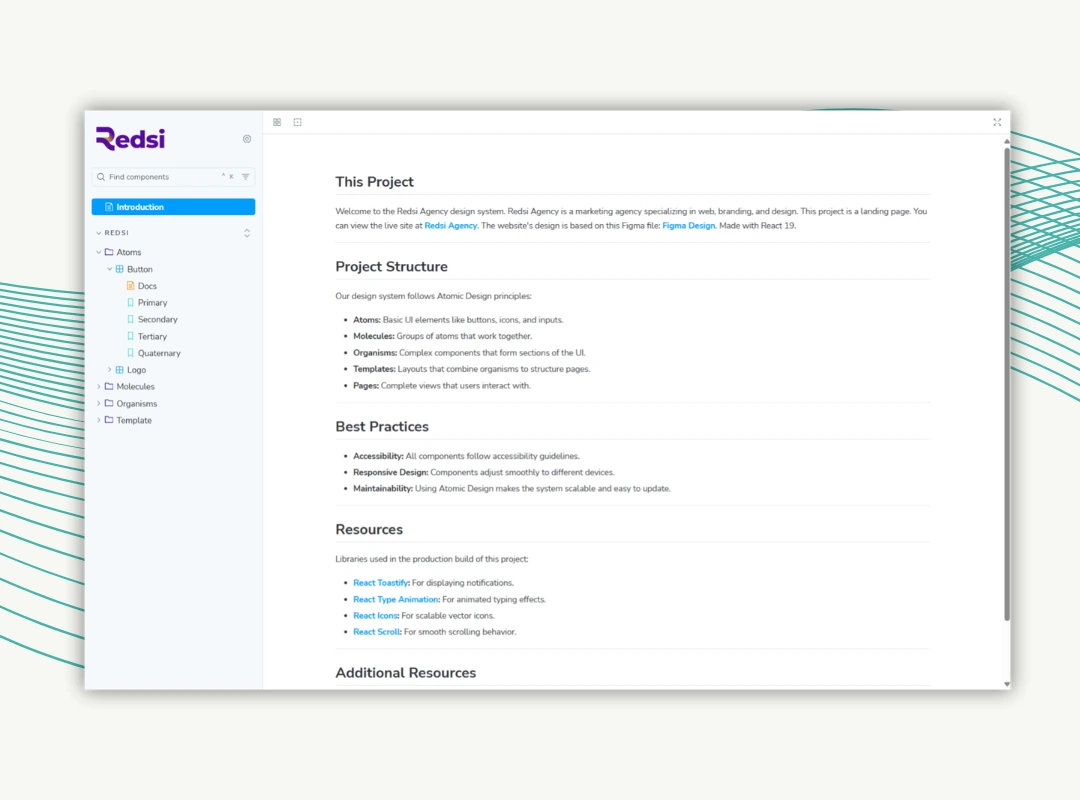 Redsi
Find components
^ K
Introduction
REDSI
Atoms
Button
Docs
Primary
Secondary
Tertiary
Quaternary
Logo
Molecules
Organisms
Template
This Project
Welcome to the Redsi Agency design system. Redsi Agency is a marketing agency specializing in web, branding, and design. This project is a landing page. You
can view the live site at Redsi Agency. The website's design is based on this Figma file: Figma Design. Made with React 19.
Project Structure
Our design system follows Atomic Design principles:
Atoms: Basic UI elements like buttons, icons, and inputs.
Molecules: Groups of atoms that work together.
Organisms: Complex components that form sections of the UI.
Templates: Layouts that combine organisms to structure pages.
Pages: Complete views that users interact with.
Best Practices
Accessibility: All components follow accessibility guidelines.
Responsive Design: Components adjust smoothly to different devices.
Maintainability: Using Atomic Design makes the system scalable and easy to update.
Resources
Libraries used in the production build of this project:
React Toastify: For displaying notifications.
React Type Animation: For animated typing effects.
React Icons: For scalable vector icons.
React Scroll: For smooth scrolling behavior.
Additional Resources